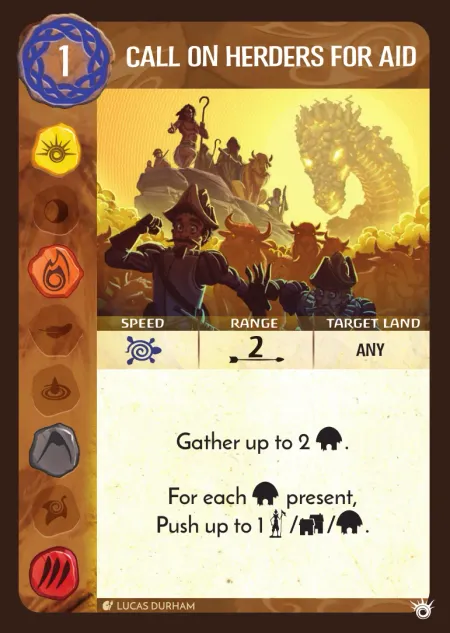 1
CALL ON HERDERS FOR AID
SPEED RANGE TARGET LAND
2 ANY
Gather up to 2 .
For each present,
Push up to 1 / / .
LUCAS DURHAM